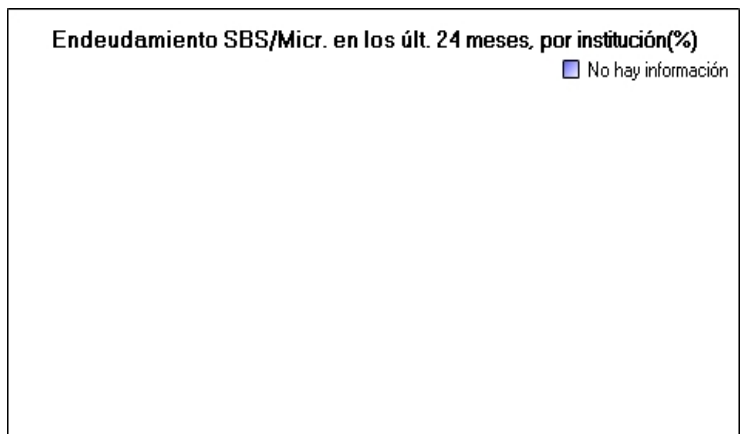 Endeudamiento SBS/Micr. en los últ. 24 meses, por institución(%)
No hay información